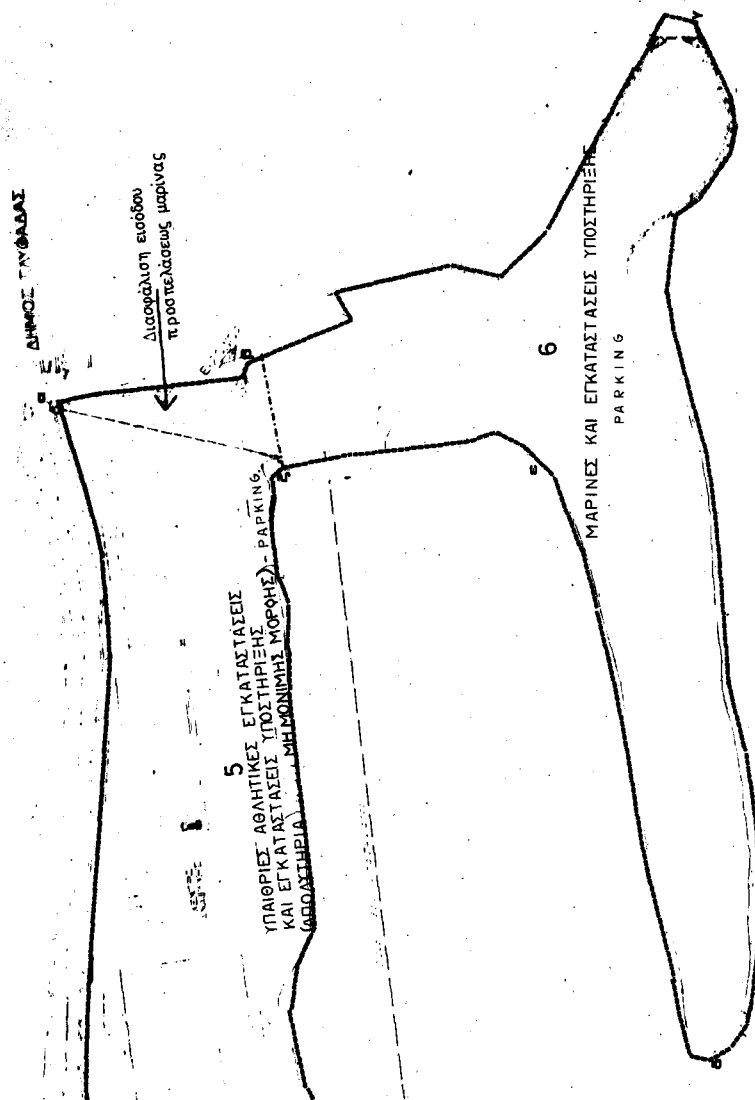 ΔΗΜΟΣ ΓΛΥΦΑΔΑΣ
Διασφάλιση εισόδου
προσπελάσεως μαρίνας
5
ΥΠΑΙΘΡΙΕΣ ΑΘΛΗΤΙΚΕΣ ΕΓΚΑΤΑΣΤΑΣΕΙΣ
ΚΑΙ ΕΓΚΑΤΑΣΤΑΣΕΙΣ ΥΠΟΣΤΗΡΙΞΗΣ
(ΑΠΟΔΥΤΗΡΙΑ ΜΗ ΜΟΝΙΜΗΣ ΜΟΡΦΗΣ) - PARKING
6
ΜΑΡΙΝΕΣ ΚΑΙ ΕΓΚΑΤΑΣΤΑΣΕΙΣ ΥΠΟΣΤΗΡΙΞΗΣ
PARKING